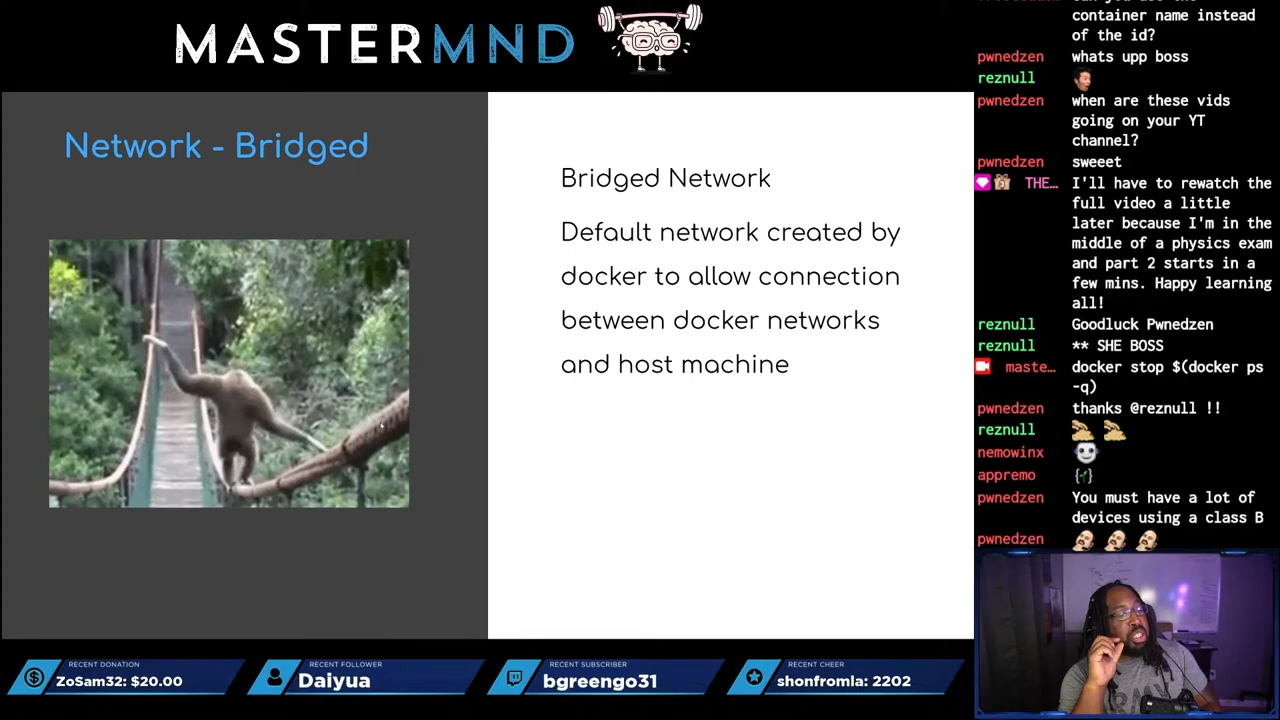 MASTERMND
Network - Bridged
Bridged Network
Default network created by
docker to allow connection
between docker networks
and host machine
container name instead
of the id?
pwnedzen whats upp boss
reznull
pwnedzen when are these vids
going on your YT
channel?
pwnedzen sweeet
THE... I'll have to rewatch the
full video a little
later because I'm in the
middle of a physics exam
and part 2 starts in a
few mins. Happy learning
all!
reznull Goodluck Pwnedzen
reznull ** SHE BOSS
maste... docker stop $(docker ps
-q)
pwnedzen thanks @reznull !!
reznull
nemowinx
appremo
pwnedzen You must have a lot of
devices using a class B
pwnedzen
RECENT DONATION
ZoSam32: $20.00
RECENT FOLLOWER
Daiyua
RECENT SUBSCRIBER
bgreengo31
RECENT CHEER
shonfromla: 2202